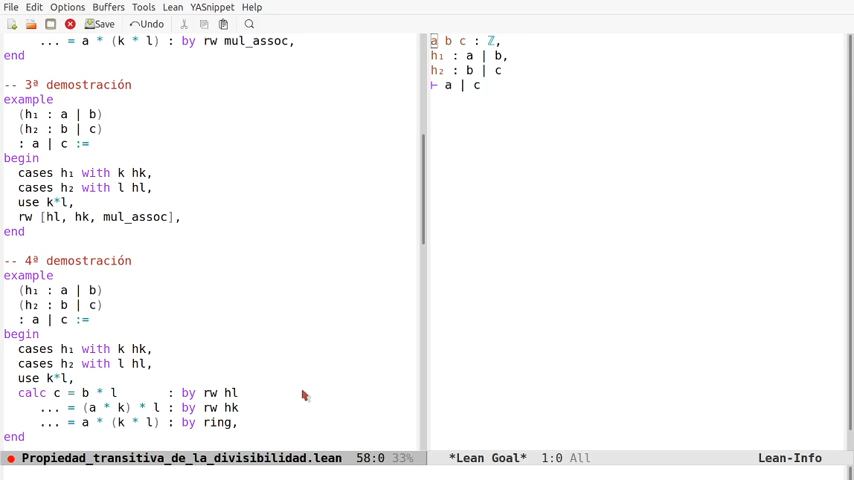 File Edit Options Buffers Tools Lean YASnippet Help
Save Undo
... = a * (k * l) : by rw mul_assoc,
end
-- 3ª demostración
example
(h₁ : a | b)
(h₂ : b | c)
: a | c :=
begin
cases h₁ with k hk,
cases h₂ with l hl,
use k*l,
rw [hl, hk, mul_assoc],
end
-- 4ª demostración
example
(h₁ : a | b)
(h₂ : b | c)
: a | c :=
begin
cases h₁ with k hk,
cases h₂ with l hl,
use k*l,
calc c = b * l : by rw hl
... = (a * k) * l : by rw hk
... = a * (k * l) : by ring,
end
Propiedad_transitiva_de_la_divisibilidad.lean 58:0 33%
a b c : ℤ,
h₁ : a | b,
h₂ : b | c
⊢ a | c
*Lean Goal* 1:0 All Lean-Info